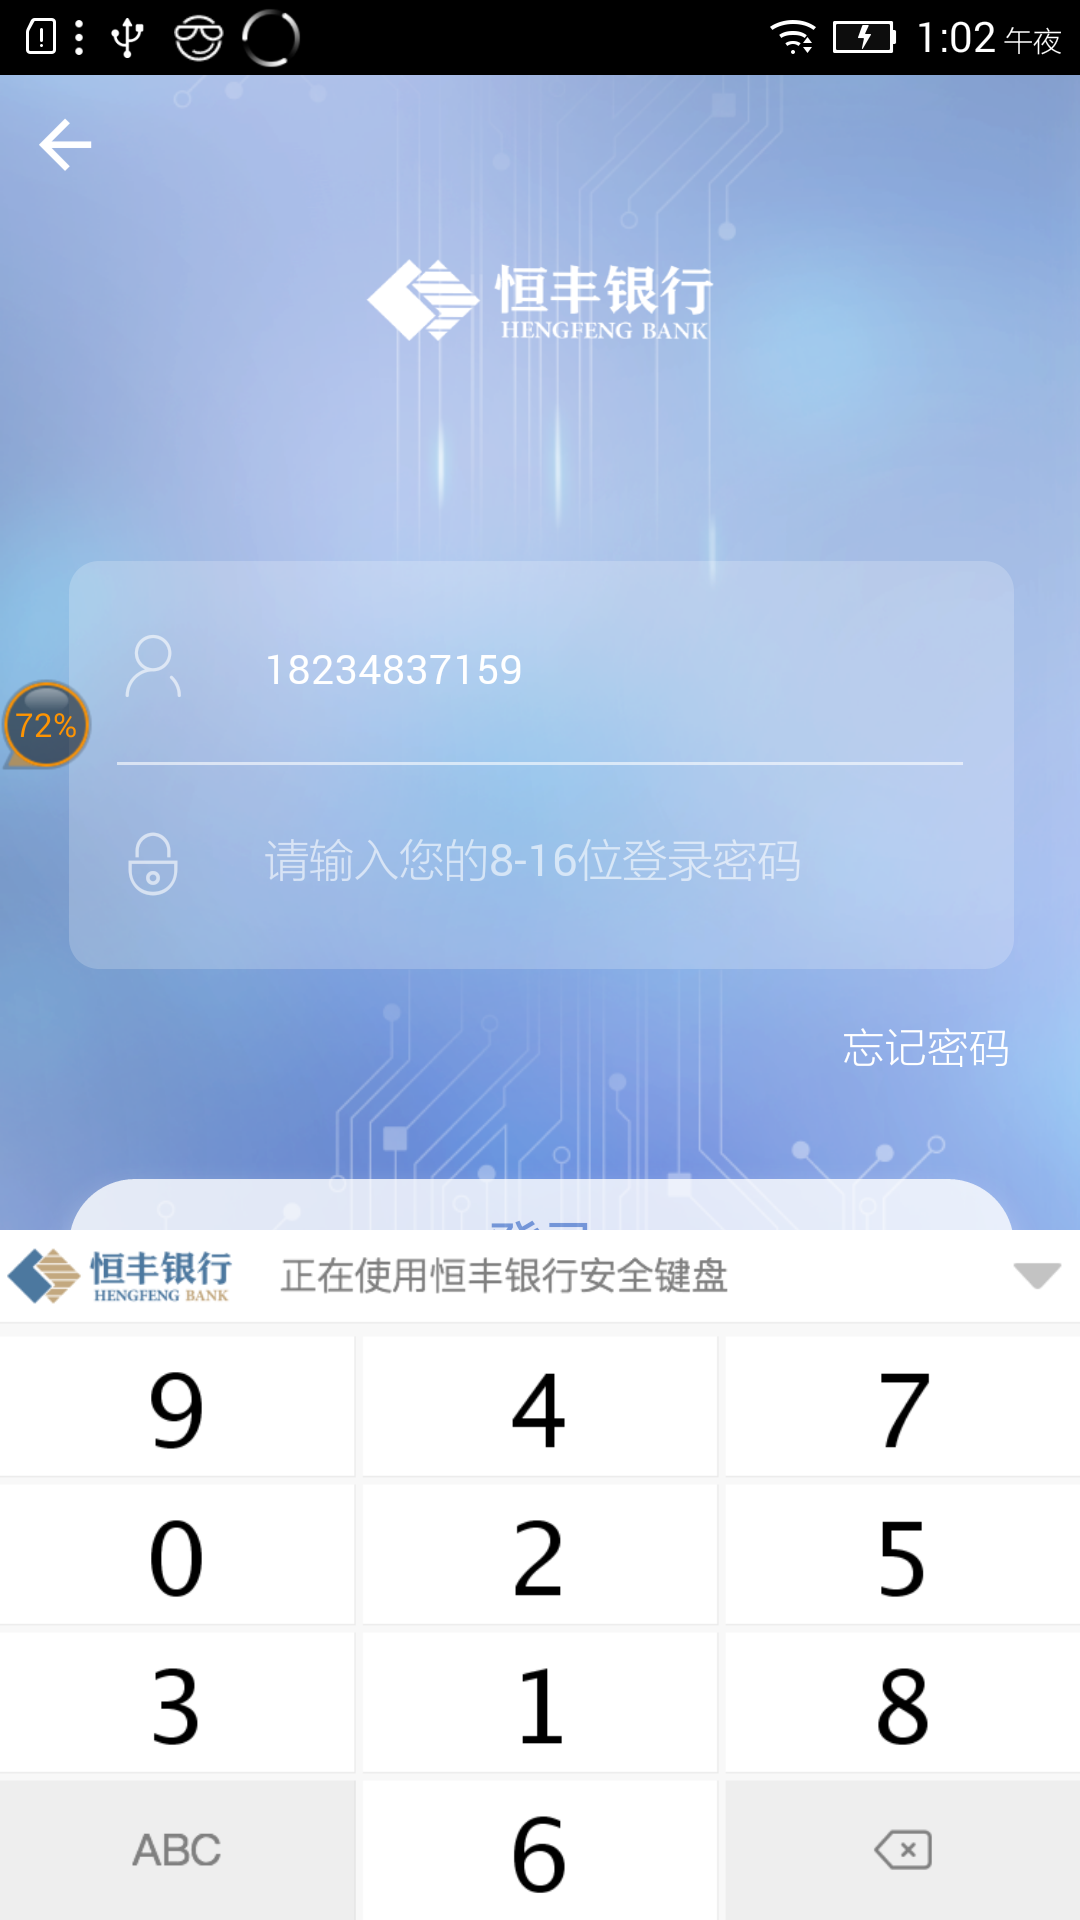 1:02 午夜
恒丰银行
HENGFENG BANK
18234837159
72%
请输入您的8-16位登录密码
忘记密码
登录
恒丰银行
HENGFENG BANK
正在使用恒丰银行安全键盘
9 4 7
0 2 5
3 1 8
ABC 6